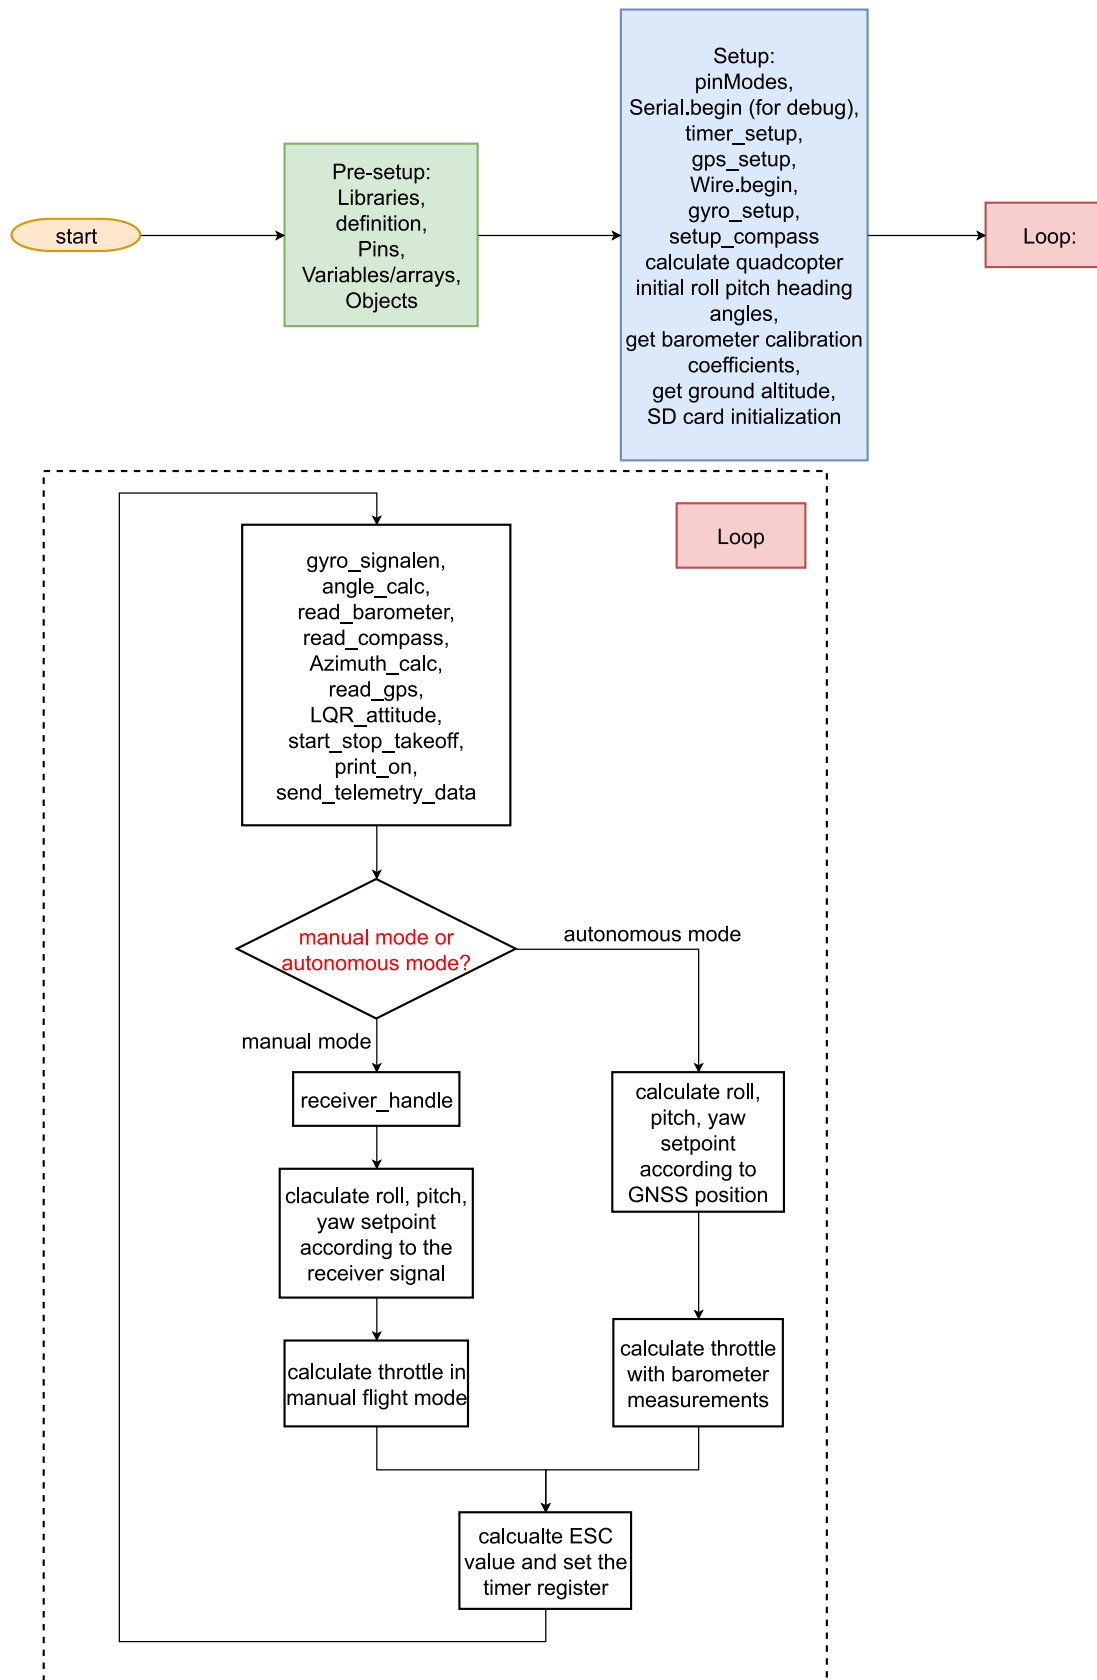 start
Pre-setup:
Libraries,
definition,
Pins,
Variables/arrays,
Objects
Setup:
pinModes,
Serial.begin (for debug),
timer_setup,
gps_setup,
Wire.begin,
gyro_setup,
setup_compass
calculate quadcopter
initial roll pitch heading
angles,
get barometer calibration
coefficients,
get ground altitude,
SD card initialization
Loop:
Loop
gyro_signalen,
angle_calc,
read_barometer,
read_compass,
Azimuth_calc,
read_gps,
LQR_attitude,
start_stop_takeoff,
print_on,
send_telemetry_data
manual mode or
autonomous mode?
autonomous mode
manual mode
receiver_handle
claculate roll, pitch,
yaw setpoint
according to the
receiver signal
calculate throttle in
manual flight mode
calculate roll,
pitch, yaw
setpoint
according to
GNSS position
calculate throttle
with barometer
measurements
calcualte ESC
value and set the
timer register